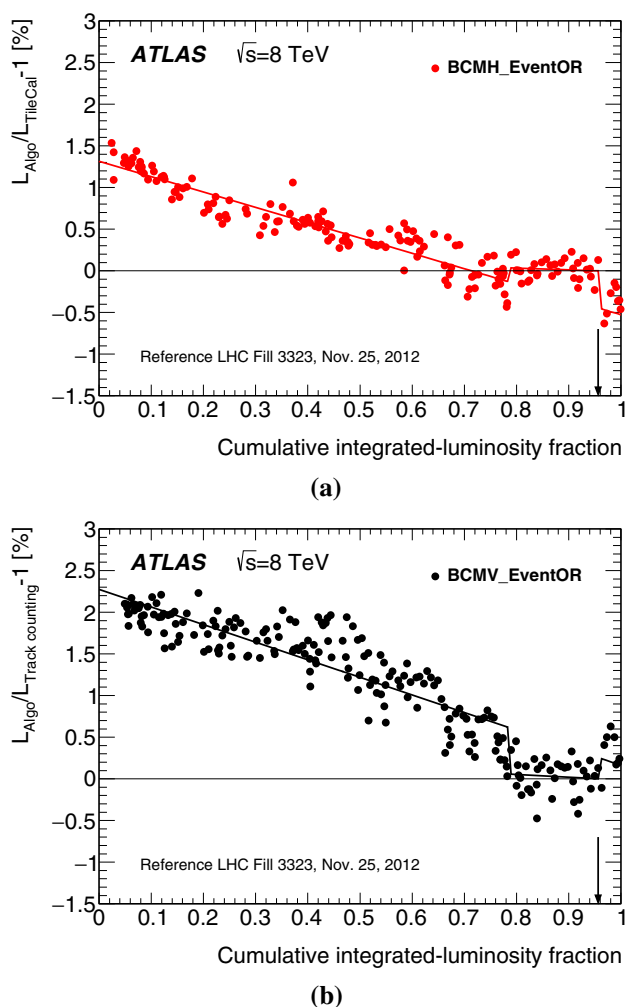 3
ATLAS √s=8 TeV
2.5
BCMH_EventOR
2
1.5
1
0.5
0
−0.5
−1
Reference LHC Fill 3323, Nov. 25, 2012
−1.5
L_Algo/L_TileCal-1 [%]
0 0.1 0.2 0.3 0.4 0.5 0.6 0.7 0.8 0.9 1
Cumulative integrated-luminosity fraction
(a)
3
ATLAS √s=8 TeV
2.5
BCMV_EventOR
2
1.5
1
0.5
0
−0.5
−1
Reference LHC Fill 3323, Nov. 25, 2012
−1.5
L_Algo/L_Track counting-1 [%]
0 0.1 0.2 0.3 0.4 0.5 0.6 0.7 0.8 0.9 1
Cumulative integrated-luminosity fraction
(b)